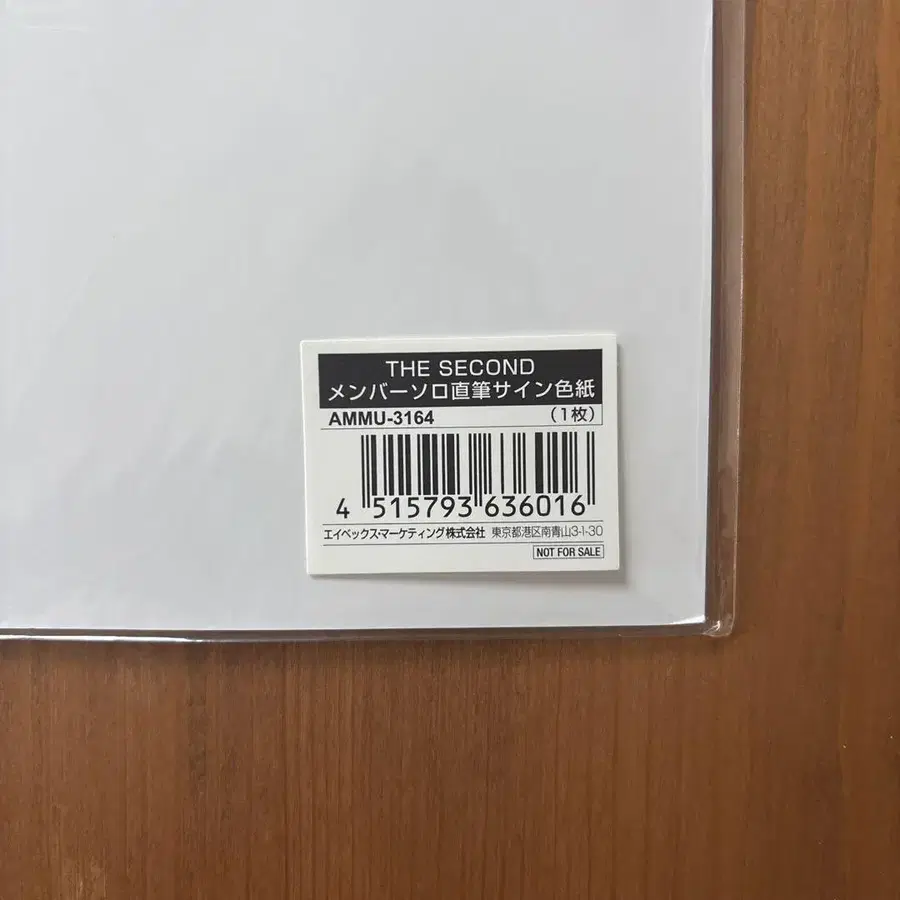 THE SECOND
メンバーソロ直筆サイン色紙
AMMU-3164 (1枚)
4 515793 636016
エイベックス・マーケティング株式会社 東京都港区南青山3-1-30
NOT FOR SALE